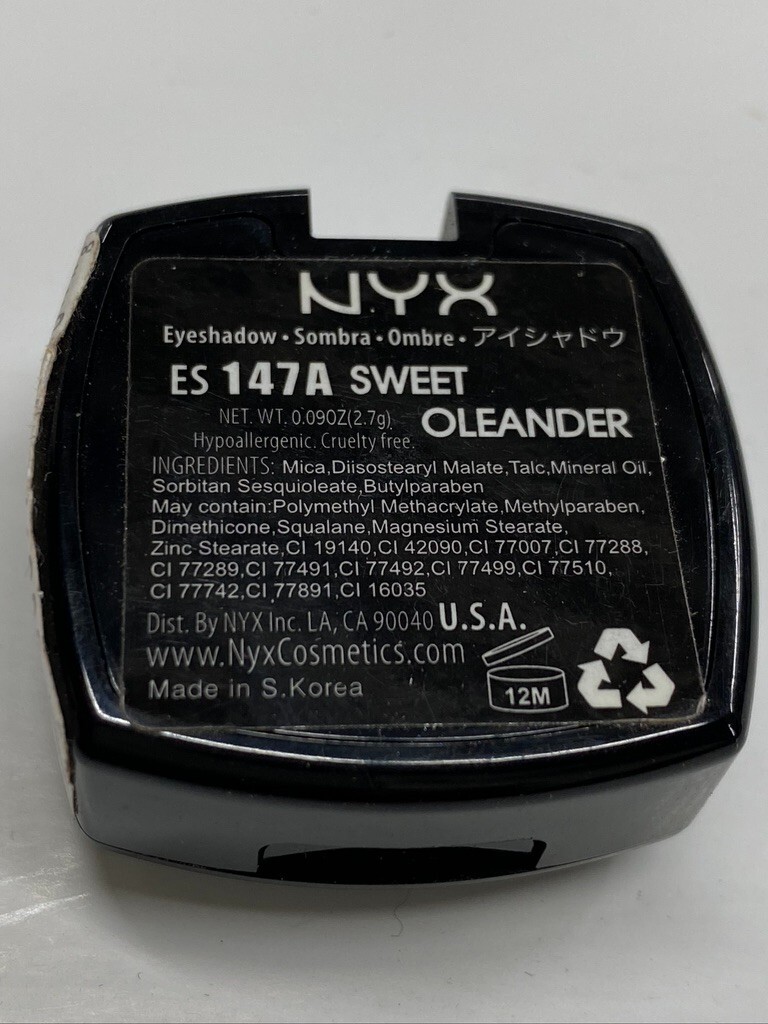 NYX
Eyeshadow • Sombra • Ombre • アイシャドウ
ES 147A SWEET
OLEANDER
NET. WT. 0.09OZ(2.7g)
Hypoallergenic. Cruelty free.
INGREDIENTS: Mica,Diisostearyl Malate,Talc,Mineral Oil,
Sorbitan Sesquioleate,Butylparaben
May contain:Polymethyl Methacrylate,Methylparaben,
Dimethicone,Squalane,Magnesium Stearate,
Zinc Stearate,CI 19140,CI 42090,CI 77007,CI 77288,
CI 77289,CI 77491,CI 77492,CI 77499,CI 77510,
CI 77742,CI 77891,CI 16035
Dist. By NYX Inc. LA, CA 90040 U.S.A.
www.NyxCosmetics.com
Made in S.Korea
12M